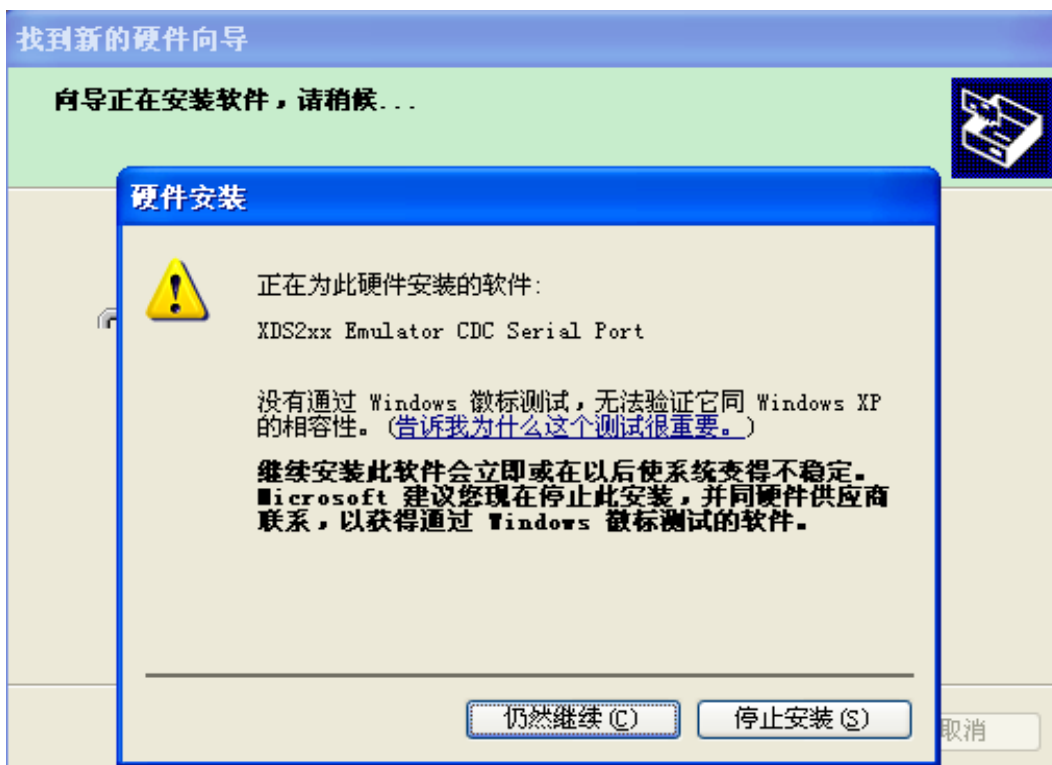 找到新的硬件向导
向导正在安装软件，请稍候...
硬件安装
正在为此硬件安装的软件:
XDS2xx Emulator CDC Serial Port
没有通过 Windows 徽标测试，无法验证它同 Windows XP
的相容性。(告诉我为什么这个测试很重要。)
继续安装此软件会立即或在以后使系统变得不稳定。
Microsoft 建议您现在停止此安装，并同硬件供应商
联系，以获得通过 Windows 徽标测试的软件。
仍然继续(C)
停止安装(S)
取消